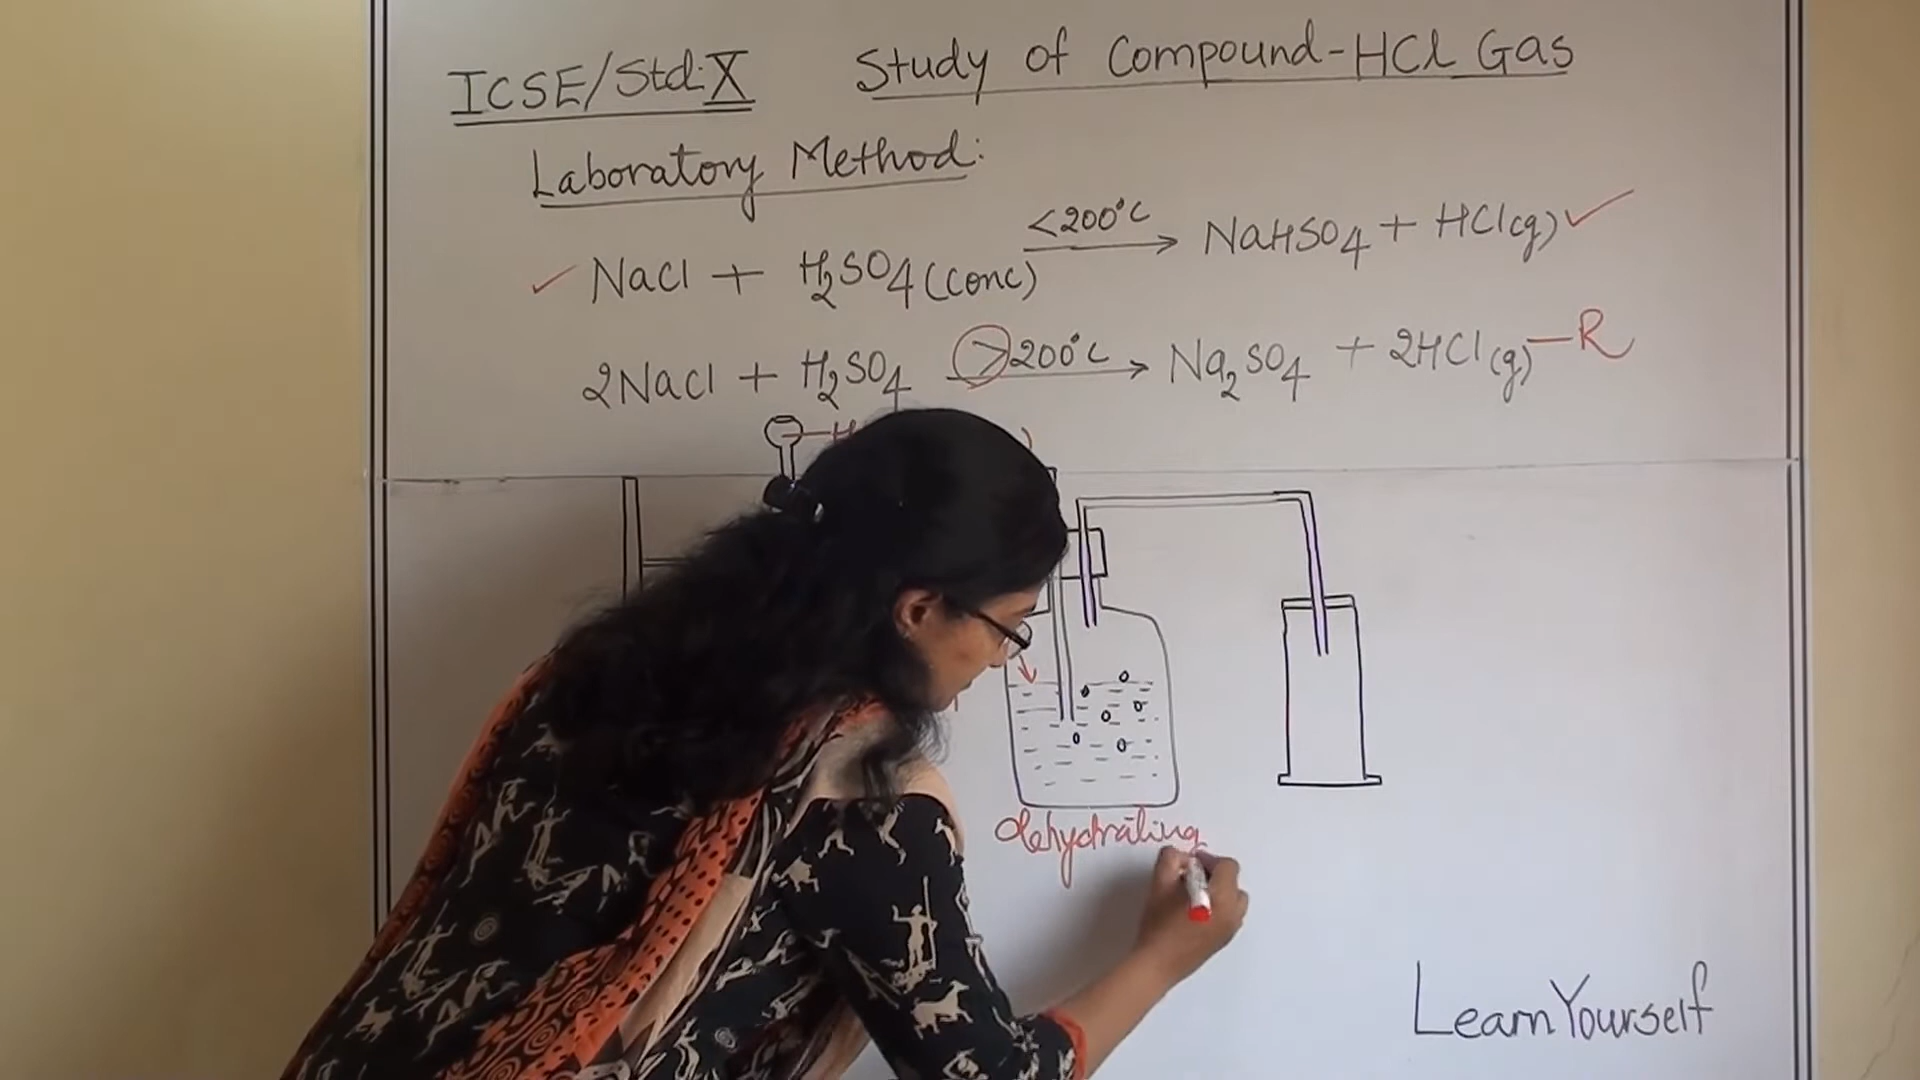 ICSE/Std:X Study of Compound-HCl Gas
Laboratory Method:
NaCl + H2SO4(conc) <200°C → NaHSO4 + HCl(g) ✓
2NaCl + H2SO4 >200°C → Na2SO4 + 2HCl(g) – R
dehydrating
LearnYourself